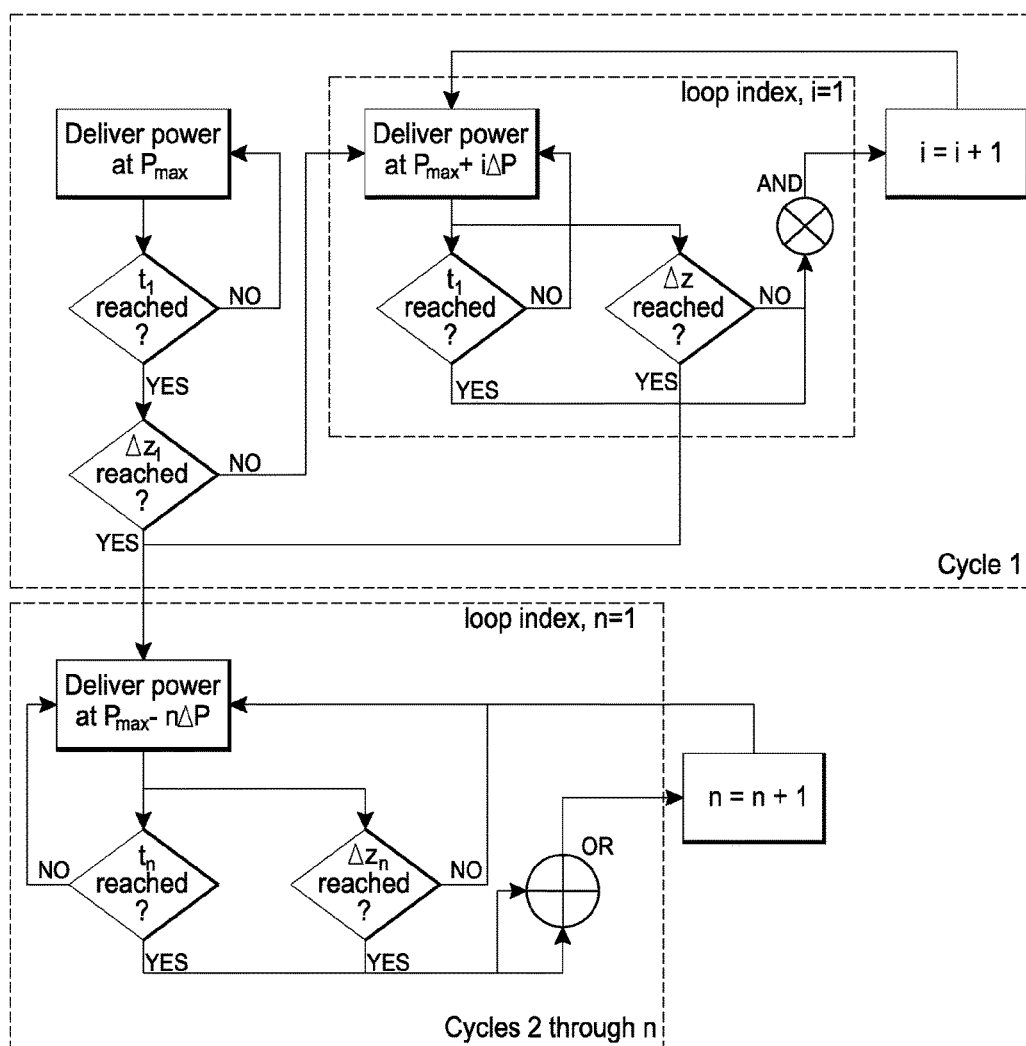 loop index, i=1
Deliver power
at Pmax
Deliver power
at Pmax+ iΔP
i = i + 1
AND
t1
reached
?
NO
YES
t1
reached
?
NO
YES
Δz
reached
?
NO
YES
Δz1
reached
?
NO
YES
Cycle 1
loop index, n=1
Deliver power
at Pmax- nΔP
n = n + 1
OR
tn
reached
?
NO
YES
Δzn
reached
?
NO
YES
Cycles 2 through n